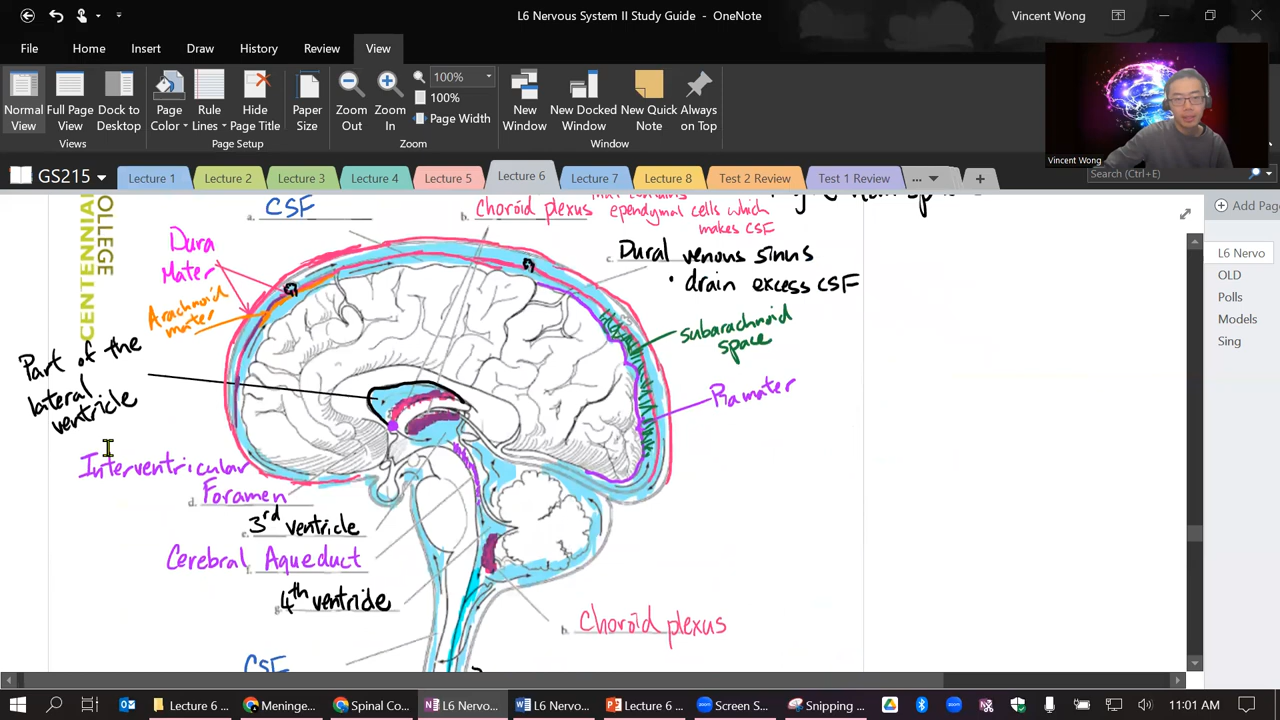 L6 Nervous System II Study Guide - OneNote
Vincent Wong
File Home Insert Draw History Review View
Normal View
Full Page View
Dock to Desktop
Views
Page Color
Rule Lines
Hide Page Title
Paper Size
Page Setup
Zoom Out
Zoom In
100%
100%
Page Width
Zoom
New Window
New Docked Window
New Quick Note
Always on Top
Window
Vincent Wong
GS215
Lecture 1
Lecture 2
Lecture 3
Lecture 4
Lecture 5
Lecture 6
Lecture 7
Lecture 8
Test 2 Review
Test 1 Review
Search (Ctrl+E)
Add Page
L6 Nervo
OLD
Polls
Models
Sing
CENTENNIAL
COLLEGE
a. CSF
b. Choroid plexus
that contains
ependymal cells which
makes CSF
c. Dural venous sinus
• drain excess CSF
Dura
Mater
Arachnoid
mater
subarachnoid
space
Pia mater
Part of the
lateral
ventricle
Interventricular
d. Foramen
e. 3rd ventricle
f. Cerebral Aqueduct
g. 4th ventricle
h. Choroid plexus
CSF
Lecture 6 ...
Meninge...
Spinal Co...
L6 Nervo...
L6 Nervo...
Lecture 6 ...
Screen S...
Snipping ...
11:01 AM